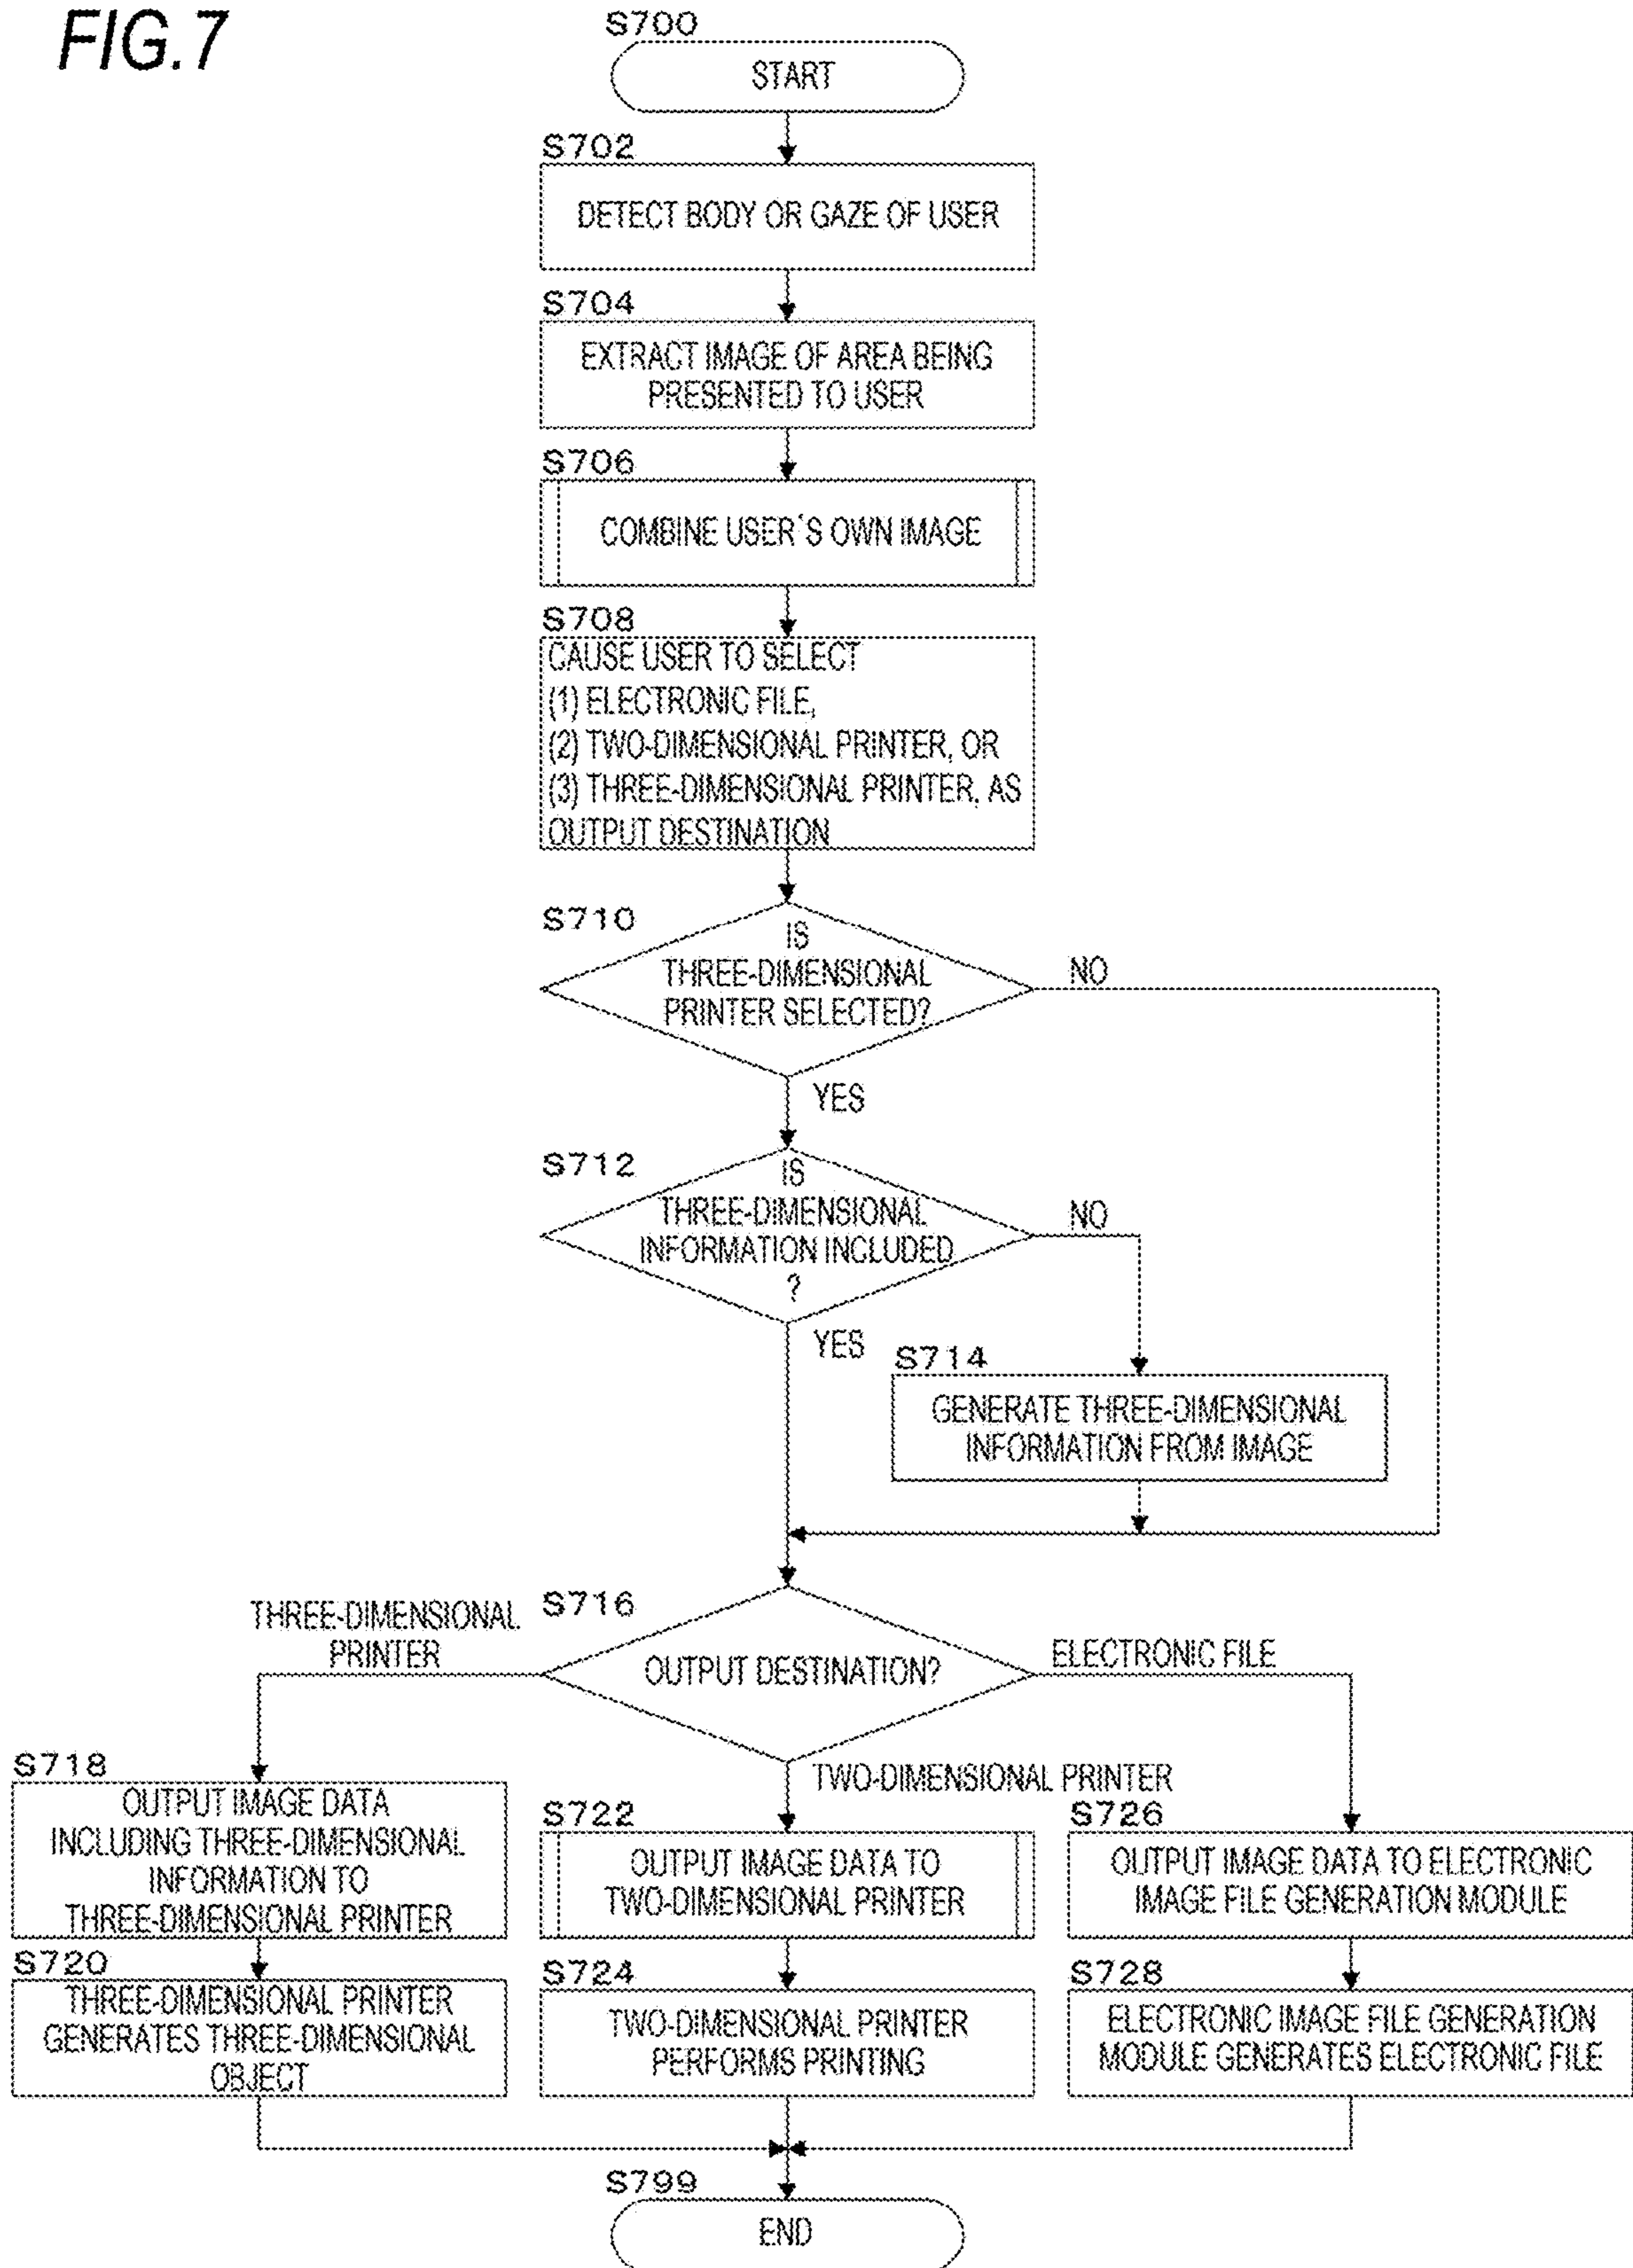 FIG.7
S700
START
S702
DETECT BODY OR GAZE OF USER
S704
EXTRACT IMAGE OF AREA BEING
PRESENTED TO USER
S706
COMBINE USER'S OWN IMAGE
S708
CAUSE USER TO SELECT
(1) ELECTRONIC FILE,
(2) TWO-DIMENSIONAL PRINTER, OR
(3) THREE-DIMENSIONAL PRINTER, AS
OUTPUT DESTINATION
S710
IS
THREE-DIMENSIONAL
PRINTER SELECTED?
NO
YES
S712
IS
THREE-DIMENSIONAL
INFORMATION INCLUDED
?
NO
YES
S714
GENERATE THREE-DIMENSIONAL
INFORMATION FROM IMAGE
S716
OUTPUT DESTINATION?
THREE-DIMENSIONAL
PRINTER
ELECTRONIC FILE
TWO-DIMENSIONAL PRINTER
S718
OUTPUT IMAGE DATA
INCLUDING THREE-DIMENSIONAL
INFORMATION TO
THREE-DIMENSIONAL PRINTER
S720
THREE-DIMENSIONAL PRINTER
GENERATES THREE-DIMENSIONAL
OBJECT
S722
OUTPUT IMAGE DATA TO
TWO-DIMENSIONAL PRINTER
S724
TWO-DIMENSIONAL PRINTER
PERFORMS PRINTING
S726
OUTPUT IMAGE DATA TO ELECTRONIC
IMAGE FILE GENERATION MODULE
S728
ELECTRONIC IMAGE FILE GENERATION
MODULE GENERATES ELECTRONIC FILE
S799
END